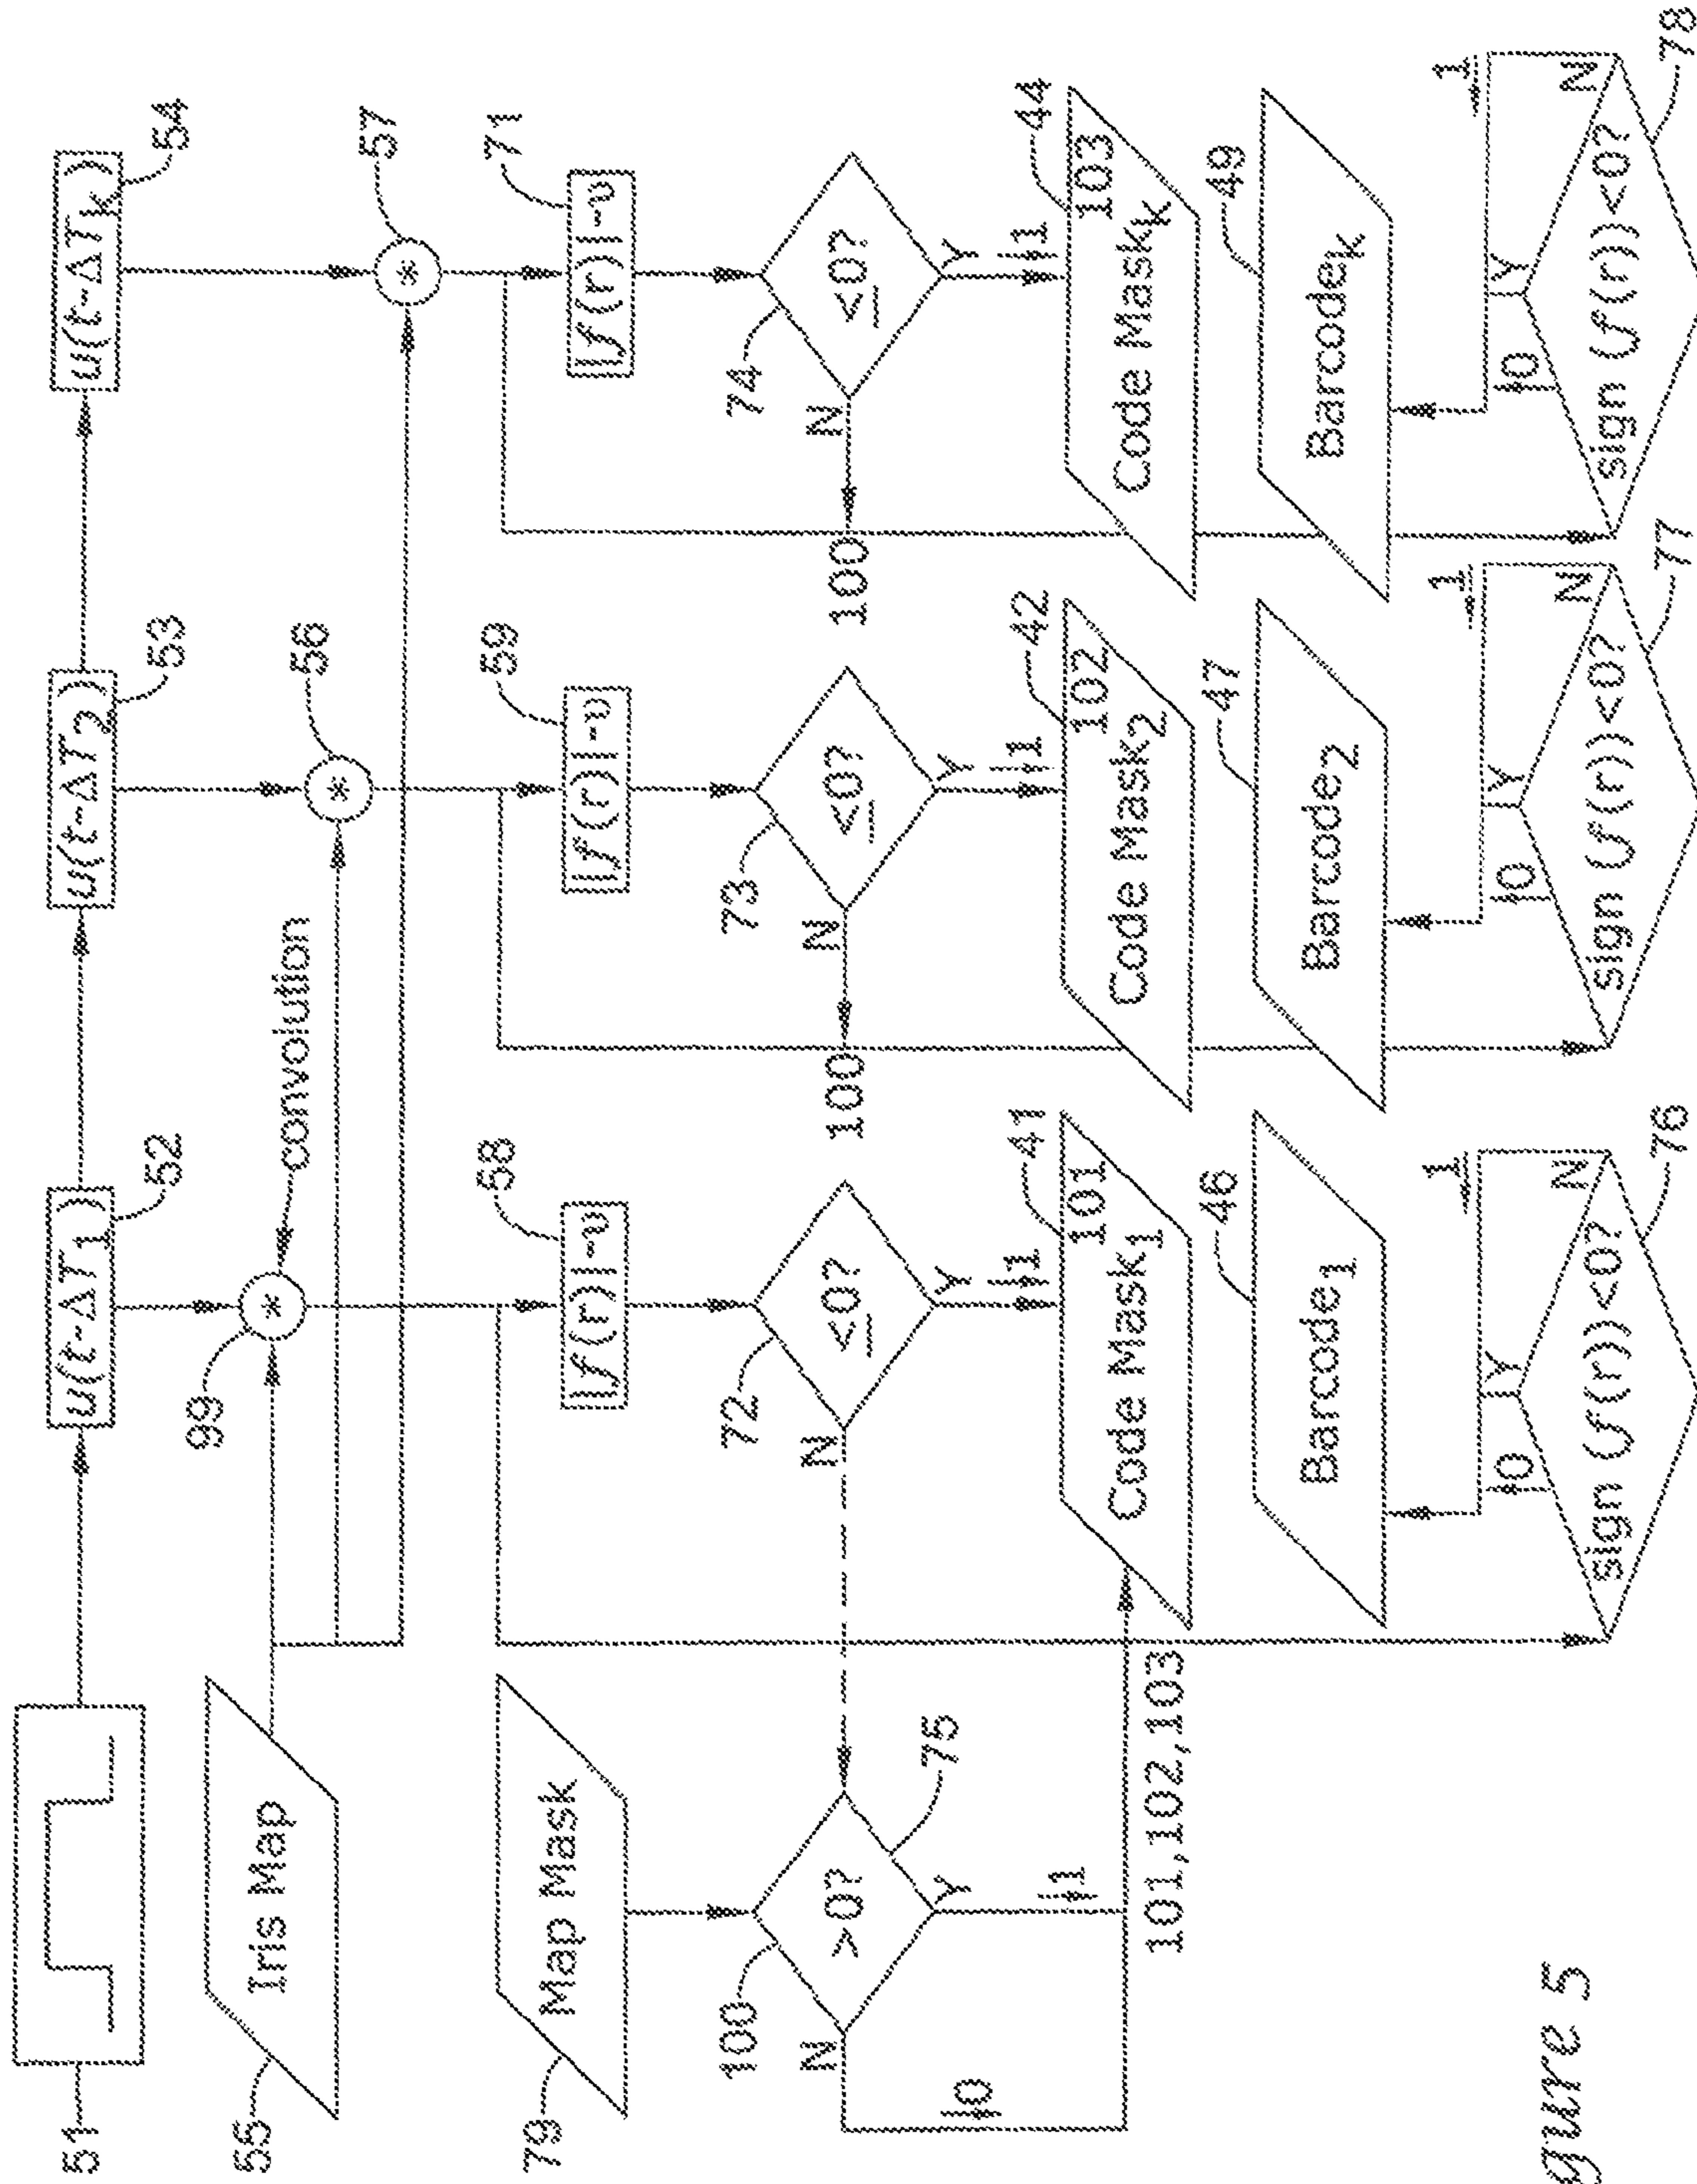 51
u(t-ΔT1)
52
u(t-ΔT2)
53
u(t-ΔTk)
54
55
Iris Map
99
*
convolution
*
56
*
57
79
Map Mask
58
|f(r)|-υ
59
|f(r)|-υ
71
|f(r)|-υ
100
>0?
75
N
Y
0
1
72
≤0?
N
Y
1
73
≤0?
N
Y
1
100
74
≤0?
N
Y
1
100
101,102,103
Code Mask1
101
41
Code Mask2
102
42
Code Maskk
103
44
Barcode1
46
Barcode2
47
Barcodek
49
0
Y
1
N
sign (f(r))<0?
76
0
Y
1
N
sign (f(r))<0?
77
0
Y
1
N
sign (f(r))<0?
78
gure 5